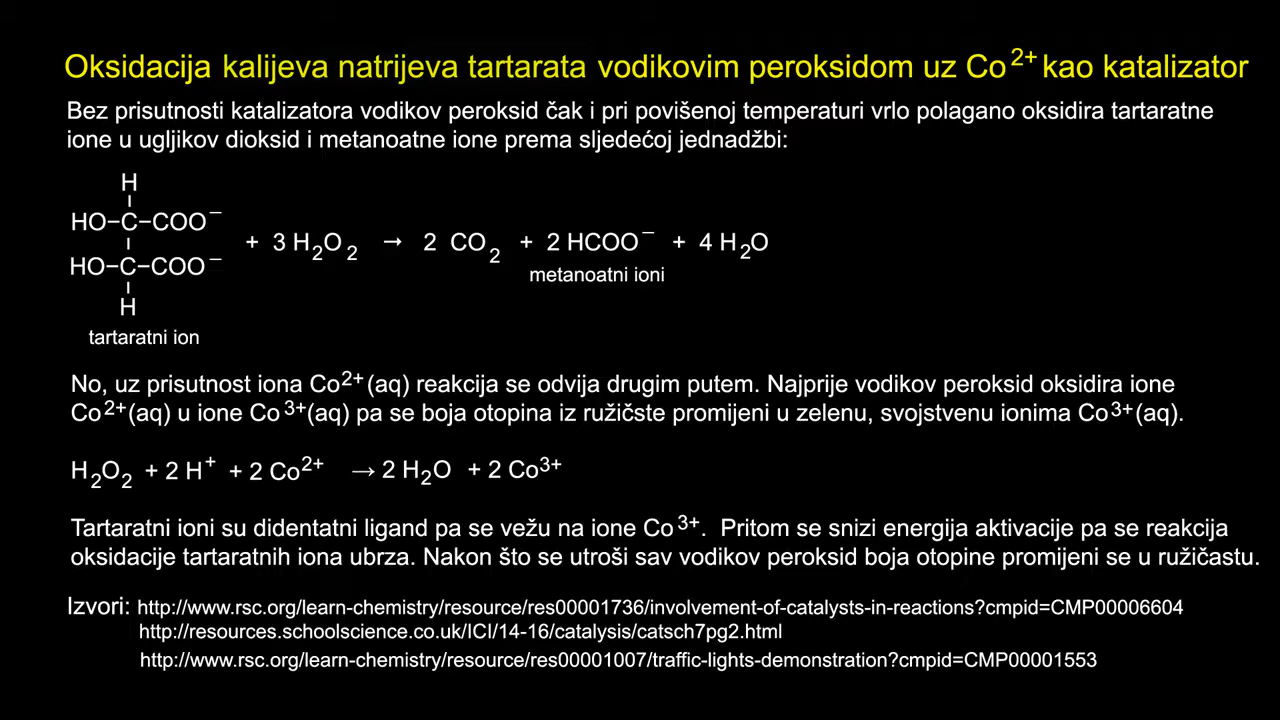 Oksidacija kalijeva natrijeva tartarata vodikovim peroksidom uz Co²⁺ kao katalizator
Bez prisutnosti katalizatora vodikov peroksid čak i pri povišenoj temperaturi vrlo polagano oksidira tartaratne
ione u ugljikov dioksid i metanoatne ione prema sljedećoj jednadžbi:
H
HO–C–COO⁻
HO–C–COO⁻
H
+ 3 H₂O₂ → 2 CO₂ + 2 HCOO⁻ + 4 H₂O
metanoatni ioni
tartaratni ion
No, uz prisutnost iona Co²⁺(aq) reakcija se odvija drugim putem. Najprije vodikov peroksid oksidira ione
Co²⁺(aq) u ione Co³⁺(aq) pa se boja otopina iz ružičste promijeni u zelenu, svojstvenu ionima Co³⁺(aq).
H₂O₂ + 2 H⁺ + 2 Co²⁺ → 2 H₂O + 2 Co³⁺
Tartaratni ioni su didentatni ligand pa se vežu na ione Co³⁺. Pritom se snizi energija aktivacije pa se reakcija
oksidacije tartaratnih iona ubrza. Nakon što se utroši sav vodikov peroksid boja otopine promijeni se u ružičastu.
Izvori: http://www.rsc.org/learn-chemistry/resource/res00001736/involvement-of-catalysts-in-reactions?cmpid=CMP00006604
http://resources.schoolscience.co.uk/ICI/14-16/catalysis/catsch7pg2.html
http://www.rsc.org/learn-chemistry/resource/res00001007/traffic-lights-demonstration?cmpid=CMP00001553